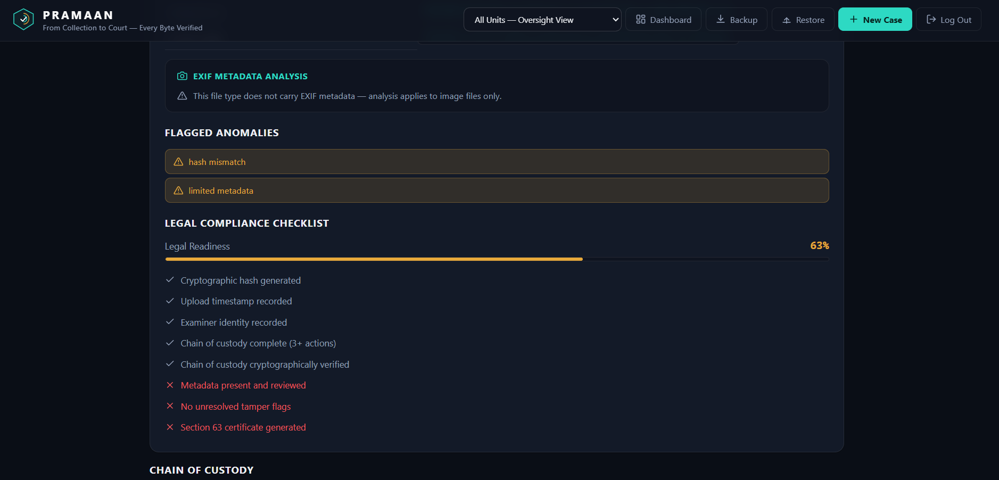 PRAMAAN
From Collection to Court — Every Byte Verified
All Units — Oversight View
Dashboard
Backup
Restore
+ New Case
Log Out
EXIF METADATA ANALYSIS
This file type does not carry EXIF metadata — analysis applies to image files only.
FLAGGED ANOMALIES
hash mismatch
limited metadata
LEGAL COMPLIANCE CHECKLIST
Legal Readiness
63%
Cryptographic hash generated
Upload timestamp recorded
Examiner identity recorded
Chain of custody complete (3+ actions)
Chain of custody cryptographically verified
Metadata present and reviewed
No unresolved tamper flags
Section 63 certificate generated
CHAIN OF CUSTODY